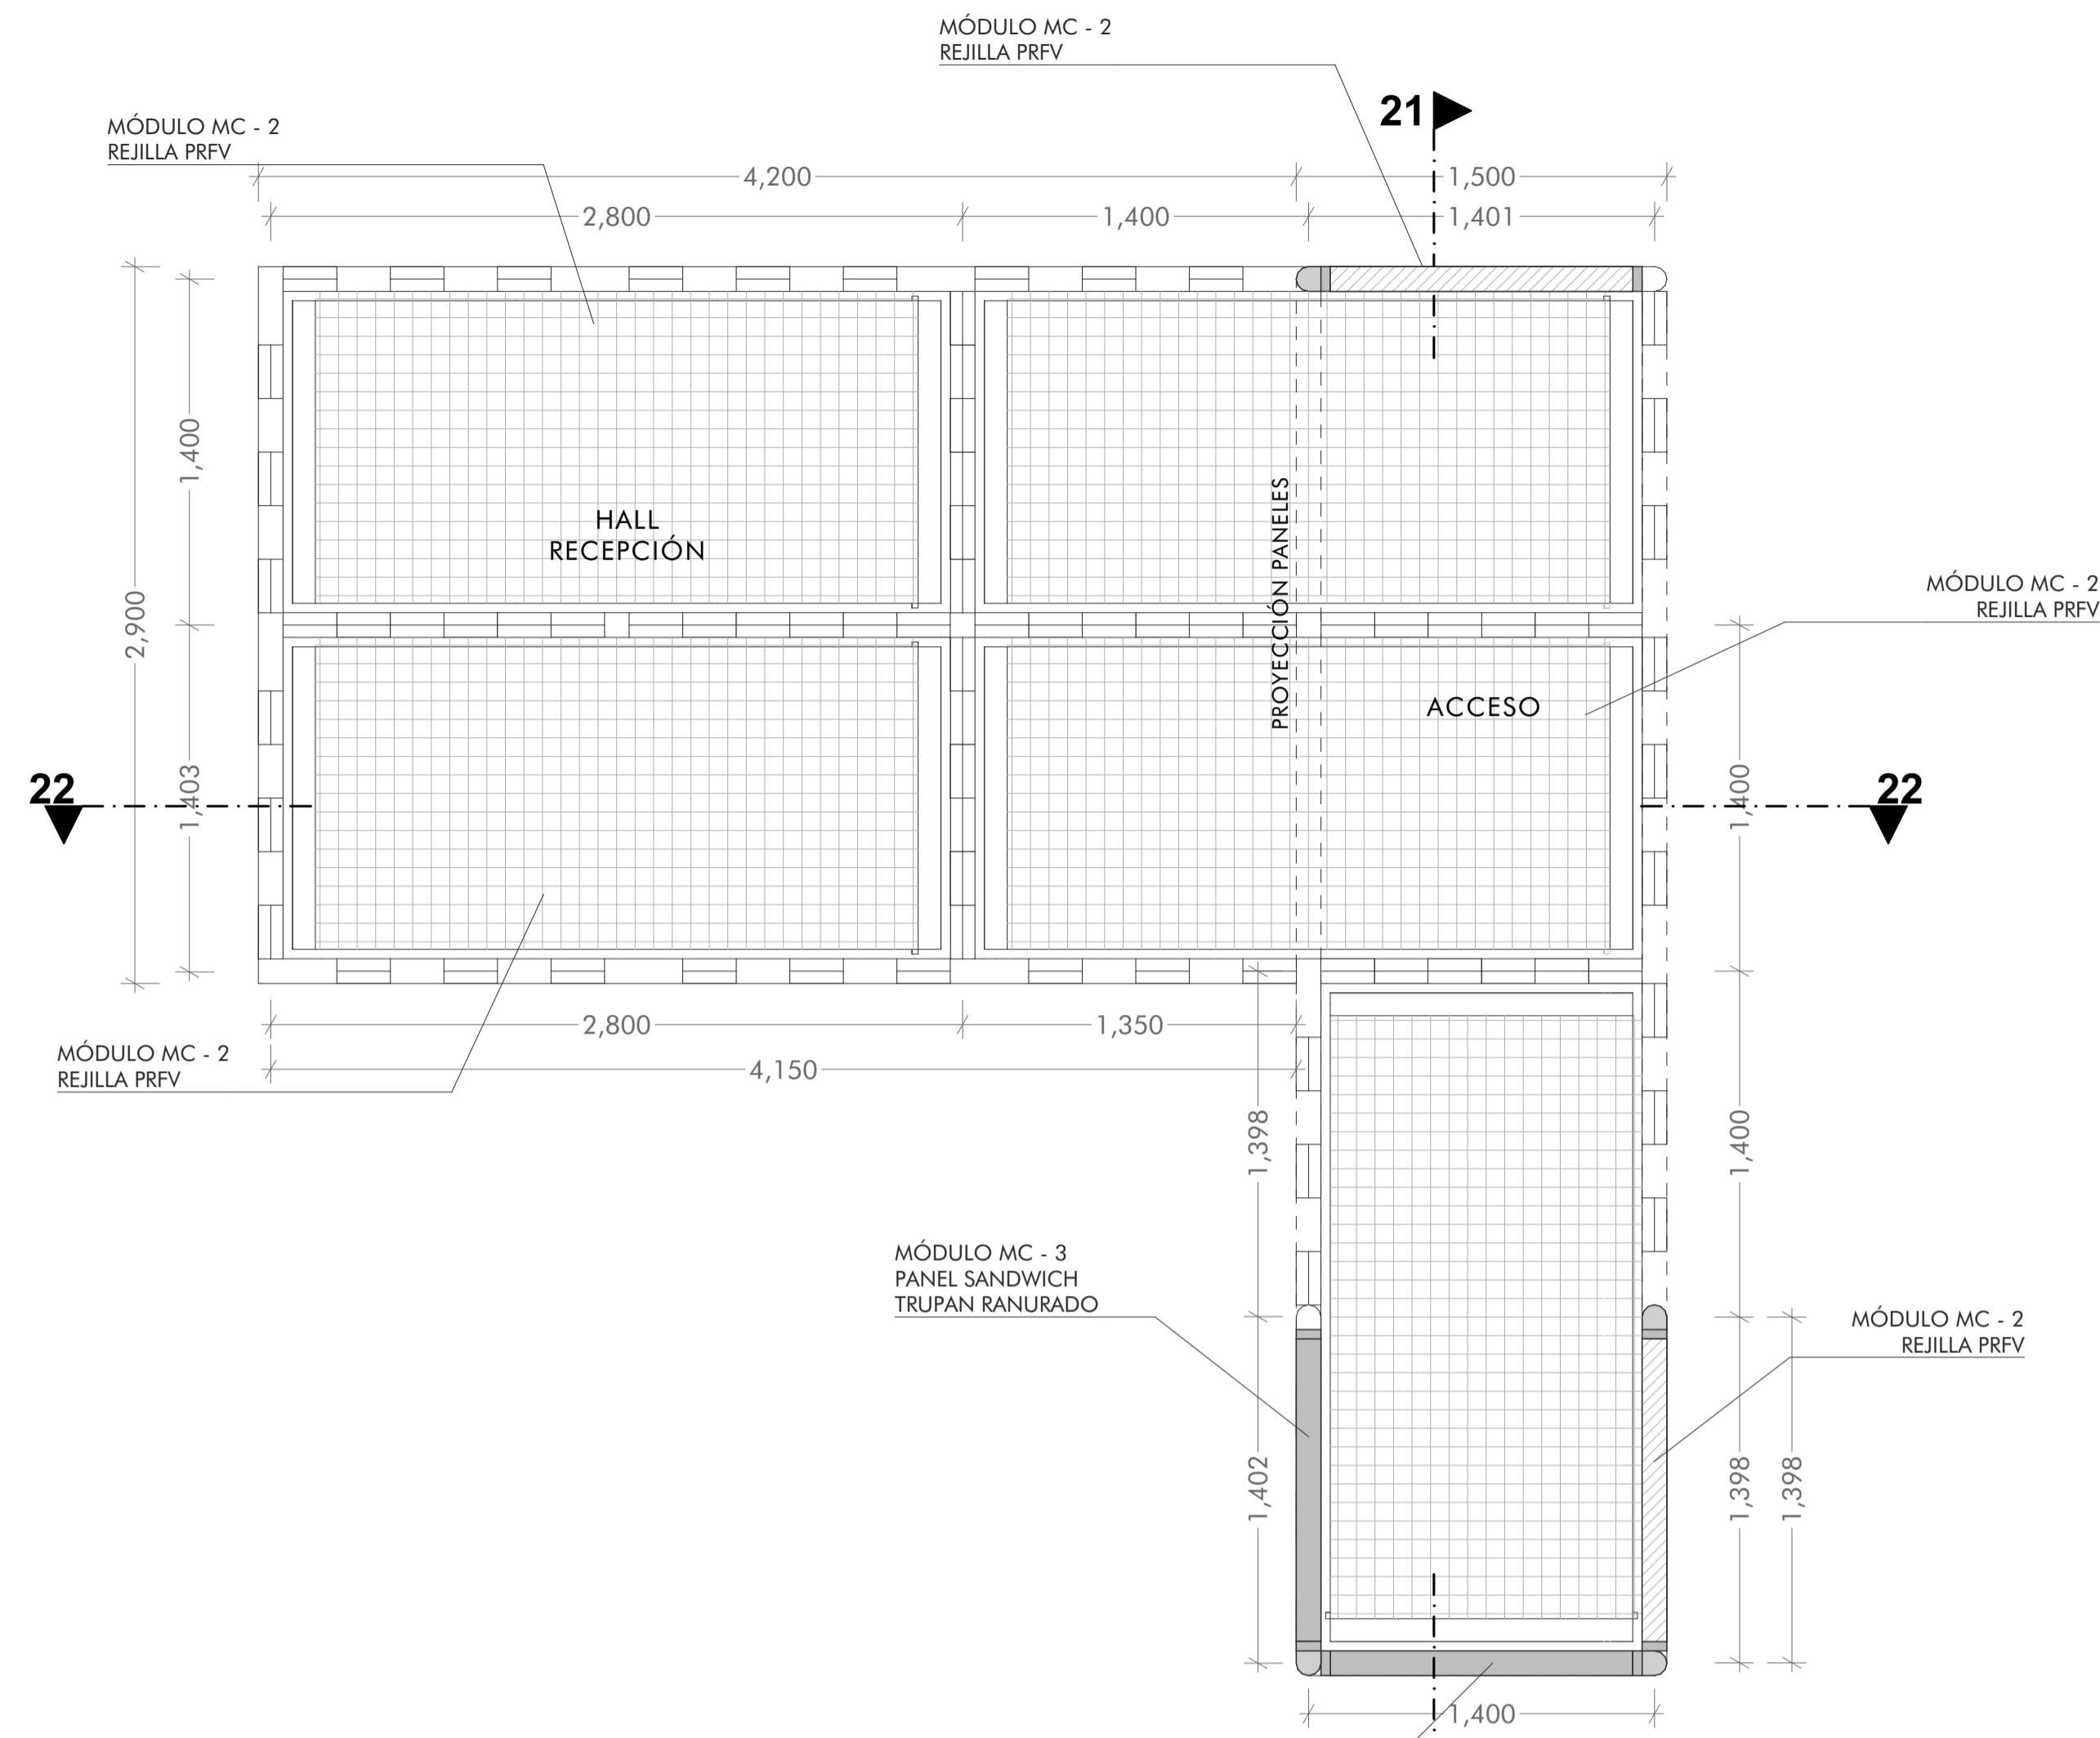 MÓDULO MC - 2
REJILLA PRFV
21
MÓDULO MC - 2
REJILLA PRFV
4,200
1,500
2,800
1,400
1,401
1,400
2,900
HALL
RECEPCIÓN
PROYECCIÓN PANELES
MÓDULO MC - 2
REJILLA PRFV
ACCESO
22
1,403
1,400
22
2,800
1,350
MÓDULO MC - 2
REJILLA PRFV
4,150
1,398
1,400
MÓDULO MC - 3
PANEL SANDWICH
TRUPAN RANURADO
MÓDULO MC - 2
REJILLA PRFV
1,402
1,398
1,398
1,400